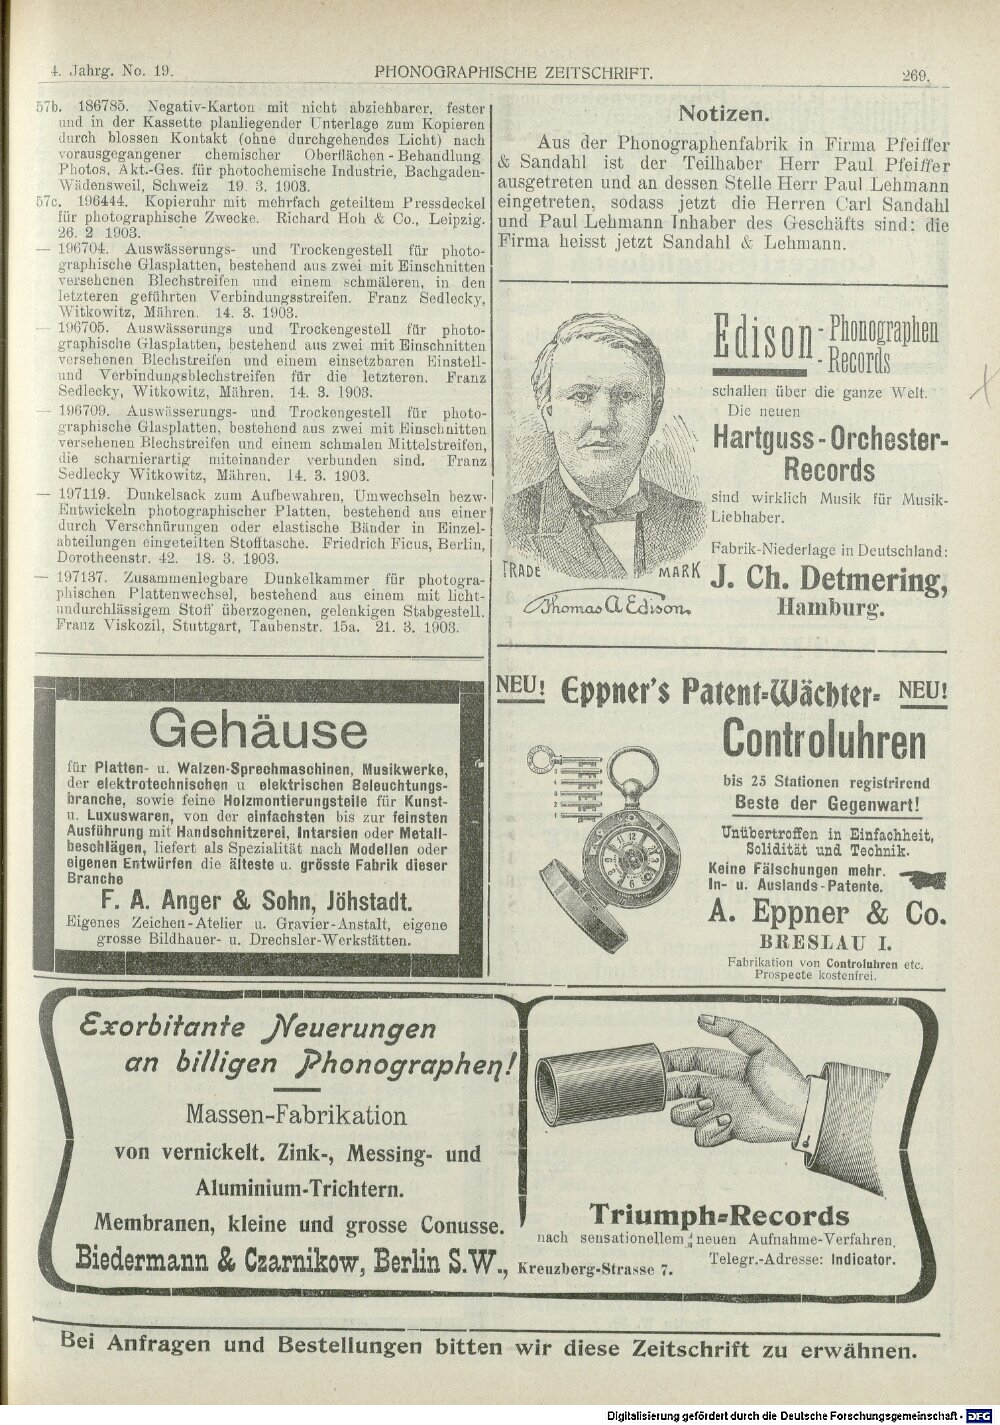 4. Jahrg. No. 19.
PHONOGRAPHISCHE ZEITSCHRIFT.
269.
57b. 186785. Negativ-Karton mit nicht abziehbarer, fester
und in der Kassette planliegender Unterlage zum Kopieren
durch blossen Kontakt (ohne durchgehendes Licht) nach
vorausgegangener chemischer Oberflächen-Behandlung
Photos, Akt.-Ges. für photochemische Industrie, Bachgaden-
Wädensweil, Schweiz 19. 3. 1903.
57c. 196444. Kopieruhr mit mehrfach geteiltem Pressdeckel
für photographische Zwecke. Richard Hoh & Co., Leipzig.
26. 2 1903.
— 196704. Auswässerungs- und Trockengestell für photo-
graphische Glasplatten, bestehend aus zwei mit Einschnitten
versehenen Blechstreifen und einem schmäleren, in den
letzteren geführten Verbindungsstreifen. Franz Sedlecky,
Witkowitz, Mähren. 14. 3. 1903.
— 196705. Auswässerungs und Trockengestell für photo-
graphische Glasplatten, bestehend aus zwei mit Einschnitten
versehenen Blechstreifen und einem einsetzbaren Einstell-
und Verbindungsblechstreifen für die letzteren. Franz
Sedlecky, Witkowitz, Mähren. 14. 3. 1903.
— 196709. Auswässerungs- und Trockengestell für photo-
graphische Glasplatten, bestehend aus zwei mit Einschnitten
versehenen Blechstreifen und einem schmalen Mittelstreifen,
die scharnierartig miteinander verbunden sind. Franz
Sedlecky Witkowitz, Mähren. 14. 3. 1903.
— 197119. Dunkelsack zum Aufbewahren, Umwechseln bezw.
Entwickeln photographischer Platten, bestehend aus einer
durch Verschnürungen oder elastische Bänder in Einzel-
abteilungen eingeteilten Stofftasche. Friedrich Ficus, Berlin,
Dorotheenstr. 42. 18. 3. 1903.
— 197137. Zusammenlegbare Dunkelkammer für photogra-
phischen Plattenwechsel, bestehend aus einem mit licht-
undurchlässigem Stoff überzogenen, gelenkigen Stabgestell.
Franz Viskozil, Stuttgart, Taubenstr. 15a. 21. 3. 1903.
Gehäuse
für Platten- u. Walzen-Sprechmaschinen, Musikwerke,
der elektrotechnischen u elektrischen Beleuchtungs-
branche, sowie feine Holzmontierungsteile für Kunst-
u. Luxuswaren, von der einfachsten bis zur feinsten
Ausführung mit Handschnitzerei, Intarsien oder Metall-
beschlägen, liefert als Spezialität nach Modellen oder
eigenen Entwürfen die älteste u. grösste Fabrik dieser
Branche
F. A. Anger & Sohn, Jöhstadt.
Eigenes Zeichen-Atelier u. Gravier-Anstalt, eigene
grosse Bildhauer- u. Drechsler-Werkstätten.
Notizen.
Aus der Phonographenfabrik in Firma Pfeiffer
& Sandahl ist der Teilhaber Herr Paul Pfeiffer
ausgetreten und an dessen Stelle Herr Paul Lehmann
eingetreten, sodass jetzt die Herren Carl Sandahl
und Paul Lehmann Inhaber des Geschäfts sind; die
Firma heisst jetzt Sandahl & Lehmann.
Edison-Phonographen
-Records
schallen über die ganze Welt.
Die neuen
Hartguss-Orchester-
Records
sind wirklich Musik für Musik-
Liebhaber.
Fabrik-Niederlage in Deutschland:
J. Ch. Detmering,
Hamburg.
TRADE MARK
Thomas A Edison.
NEU! Eppner's Patent-Wächter- NEU!
Controluhren
bis 25 Stationen registrirend
Beste der Gegenwart!
Unübertroffen in Einfachheit,
Solidität und Technik.
Keine Fälschungen mehr.
In- u. Auslands-Patente.
A. Eppner & Co.
BRESLAU I.
Fabrikation von Controluhren etc.
Prospecte kostenfrei.
Exorbitante Neuerungen
an billigen Phonographen!
Massen-Fabrikation
von vernickelt. Zink-, Messing- und
Aluminium-Trichtern.
Membranen, kleine und grosse Conusse.
Biedermann & Czarnikow, Berlin S.W., Kreuzberg-Strasse 7.
Triumph-Records
nach sensationellem neuen Aufnahme-Verfahren.
Telegr.-Adresse: Indicator.
Bei Anfragen und Bestellungen bitten wir diese Zeitschrift zu erwähnen.
Digitalisierung gefördert durch die Deutsche Forschungsgemeinschaft - DFG